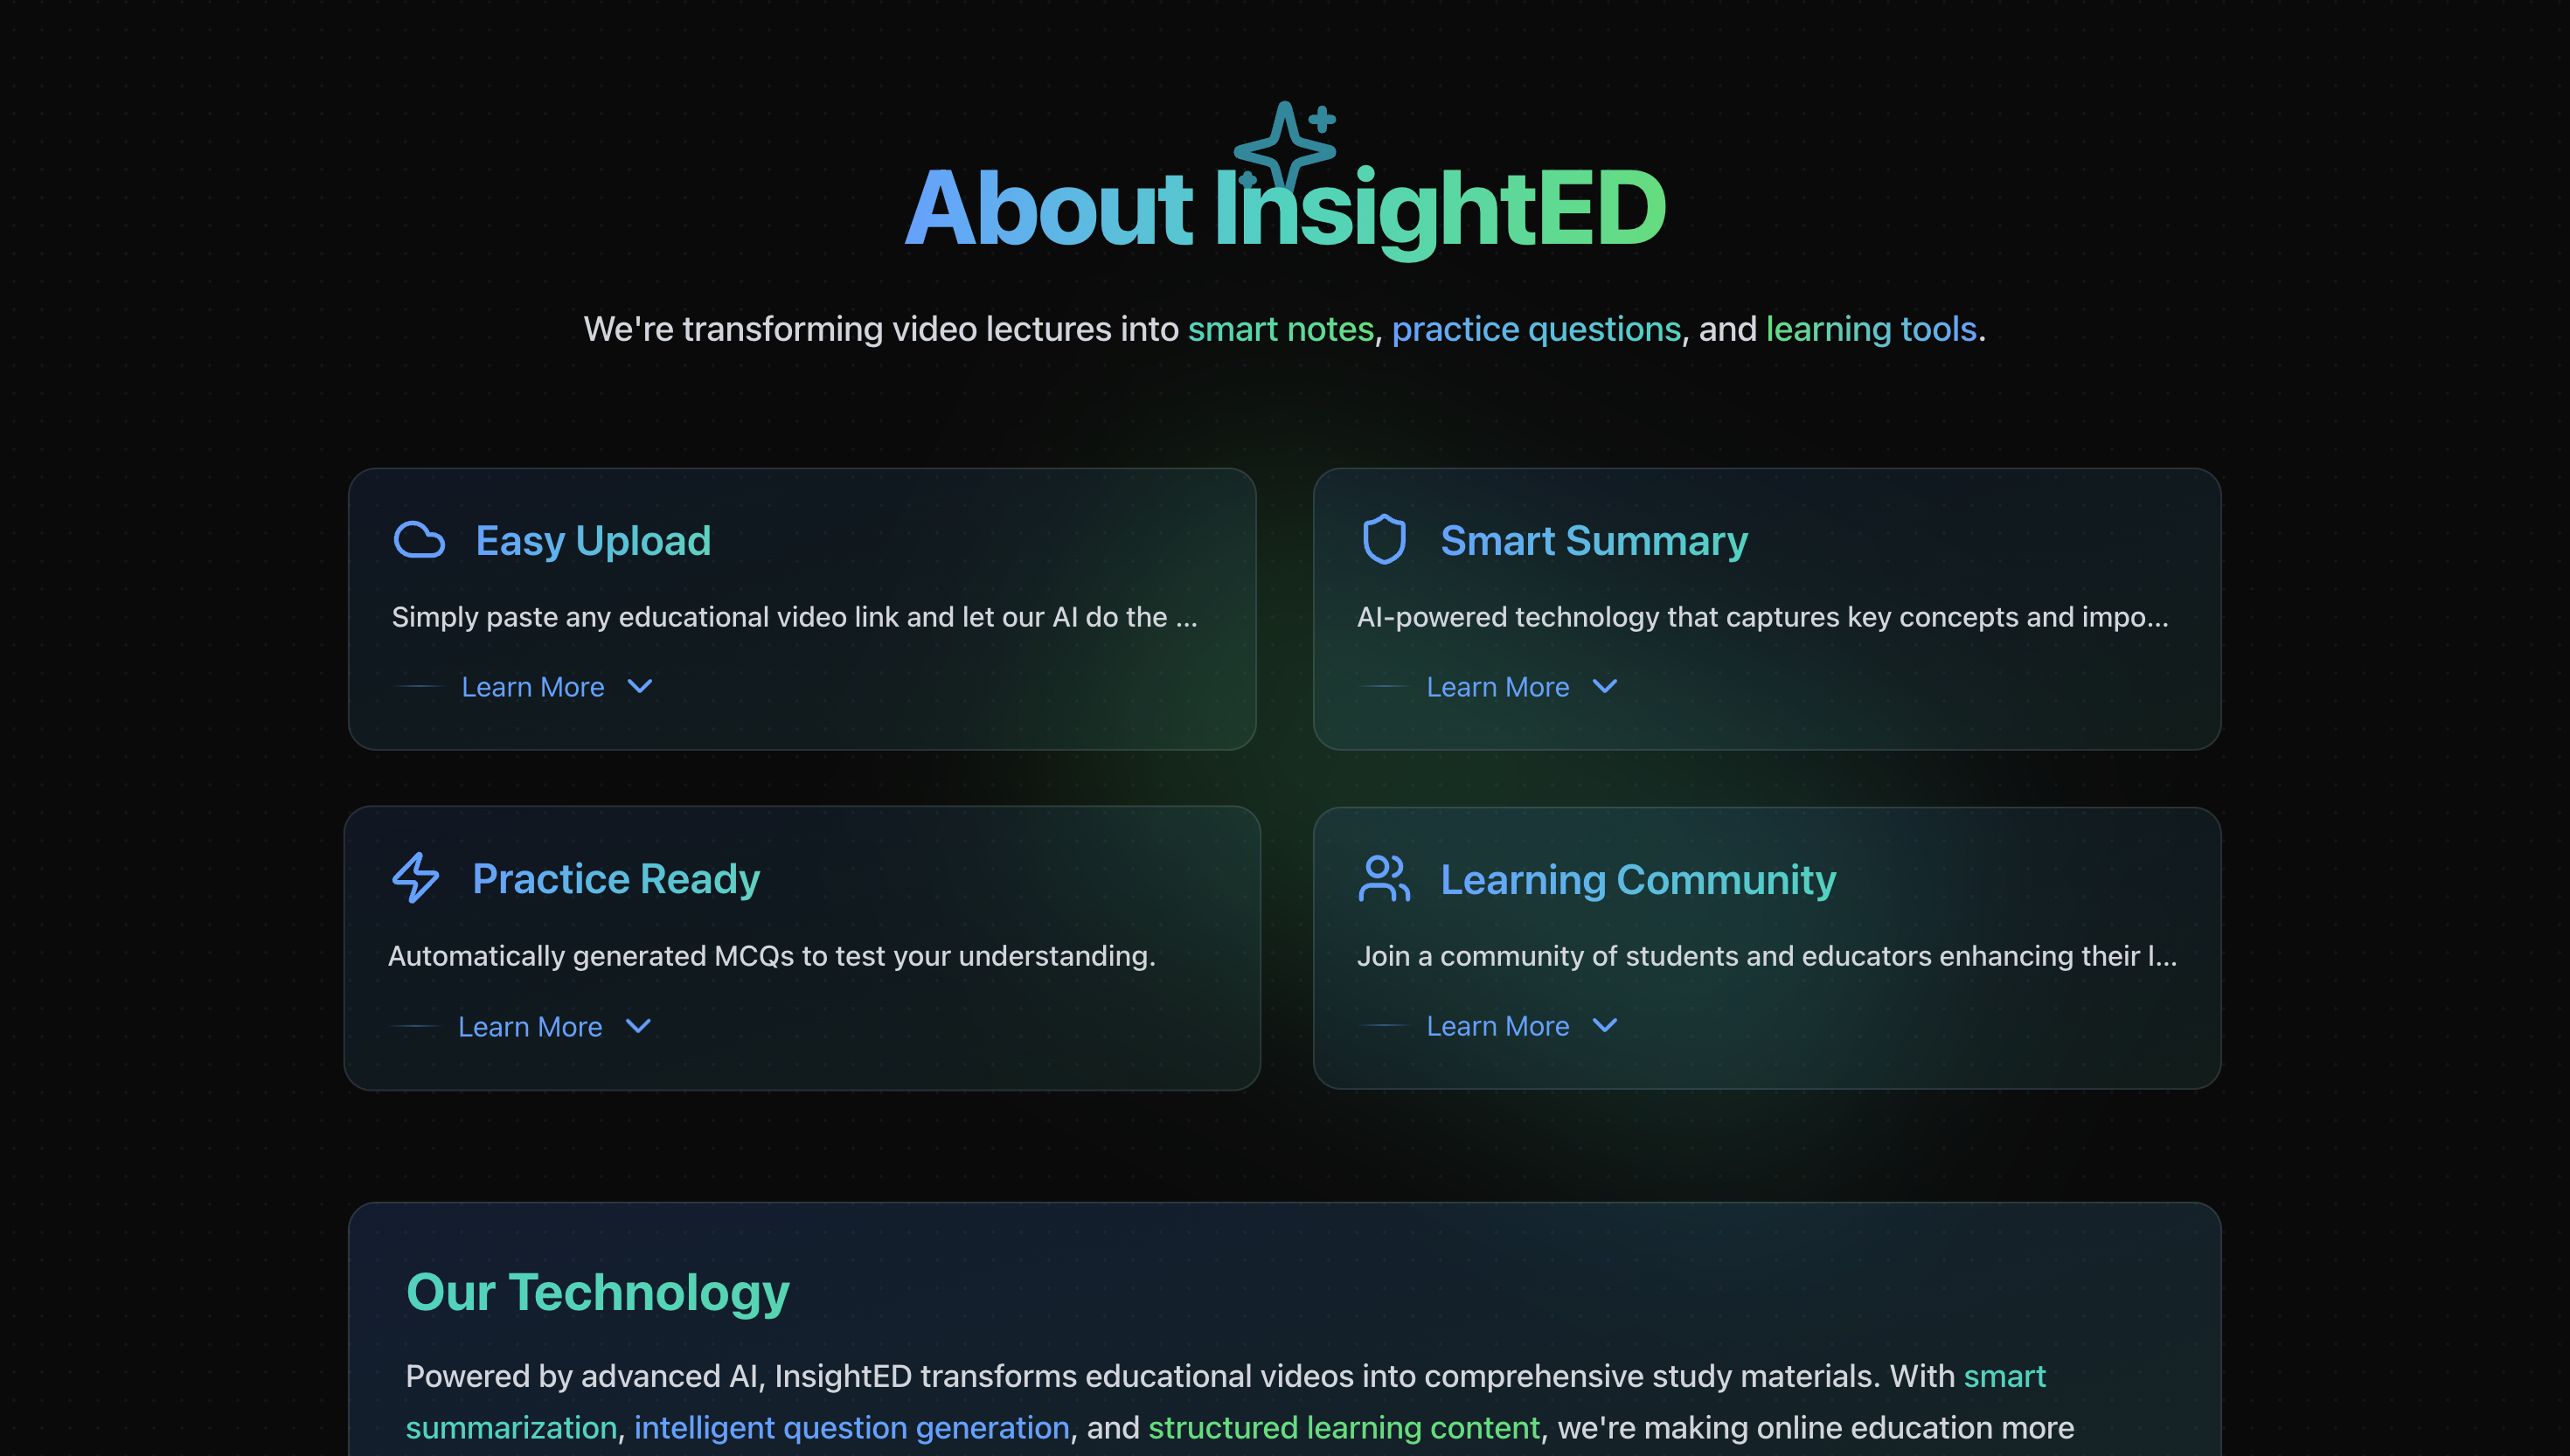 About InsightED
We're transforming video lectures into smart notes, practice questions, and learning tools.
Easy Upload
Simply paste any educational video link and let our AI do the ...
Learn More
Smart Summary
AI-powered technology that captures key concepts and impo...
Learn More
Practice Ready
Automatically generated MCQs to test your understanding.
Learn More
Learning Community
Join a community of students and educators enhancing their l...
Learn More
Our Technology
Powered by advanced AI, InsightED transforms educational videos into comprehensive study materials. With smart
summarization, intelligent question generation, and structured learning content, we're making online education more